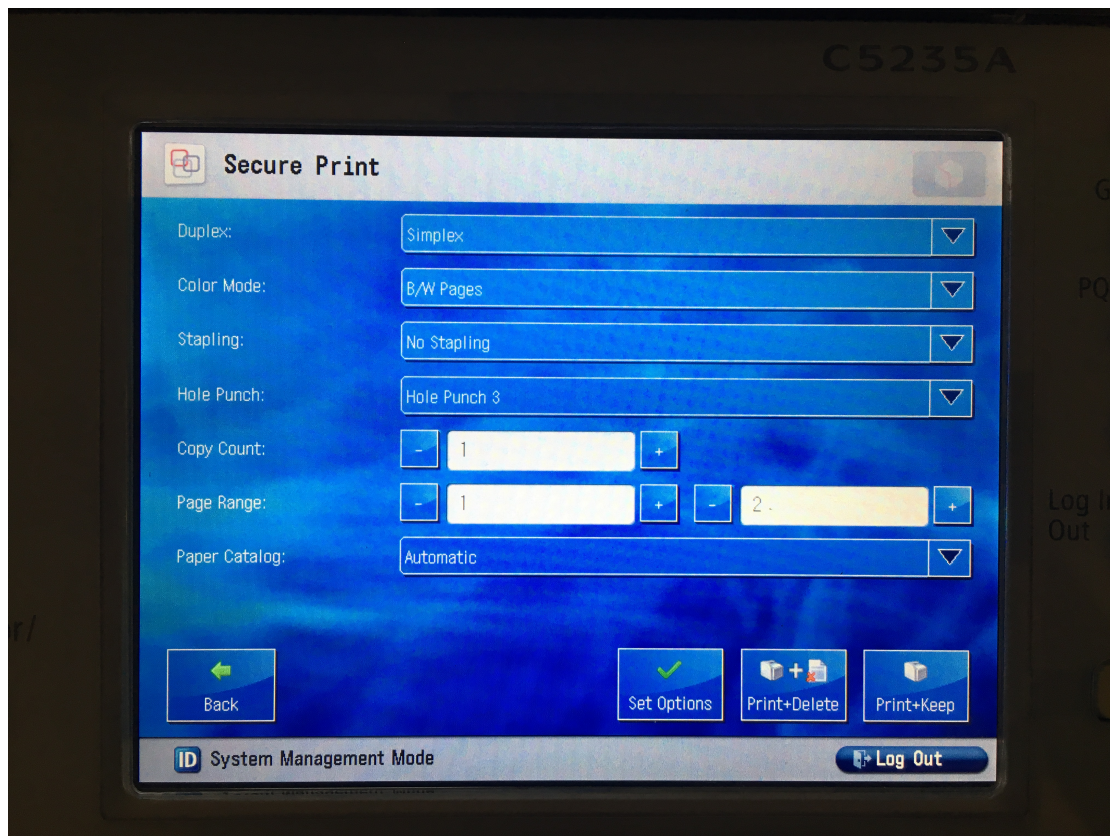 C5235A
Secure Print
Duplex: Simplex
Color Mode: B/W Pages
Stapling: No Stapling
Hole Punch: Hole Punch 3
Copy Count: - 1 +
Page Range: - 1 + - 2 +
Paper Catalog: Automatic
Back
Set Options
+
Print+Delete
Print+Keep
ID System Management Mode
Log Out
Log
Out